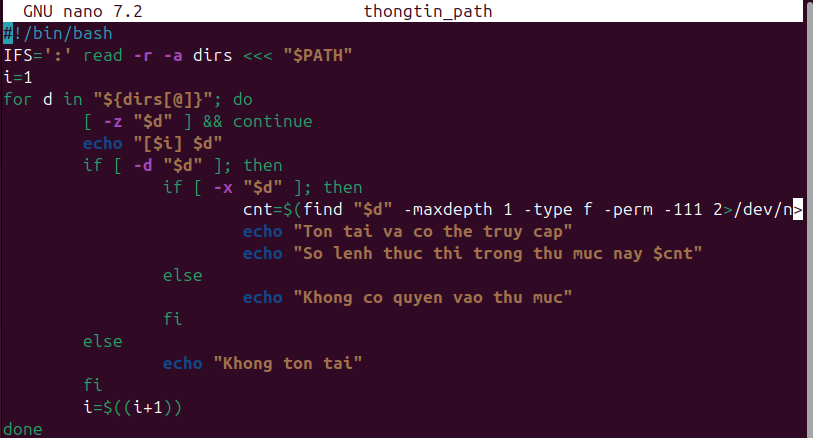 GNU nano 7.2 thongtin_path
#!/bin/bash
IFS=':' read -r -a dirs <<< "$PATH"
i=1
for d in "${dirs[@]}"; do
        [ -z "$d" ] && continue
        echo "[$i] $d"
        if [ -d "$d" ]; then
                if [ -x "$d" ]; then
                        cnt=$(find "$d" -maxdepth 1 -type f -perm -111 2>/dev/n>
                        echo "Ton tai va co the truy cap"
                        echo "So lenh thuc thi trong thu muc nay $cnt"
                else
                        echo "Khong co quyen vao thu muc"
                fi
        else
                echo "Khong ton tai"
        fi
        i=$((i+1))
done